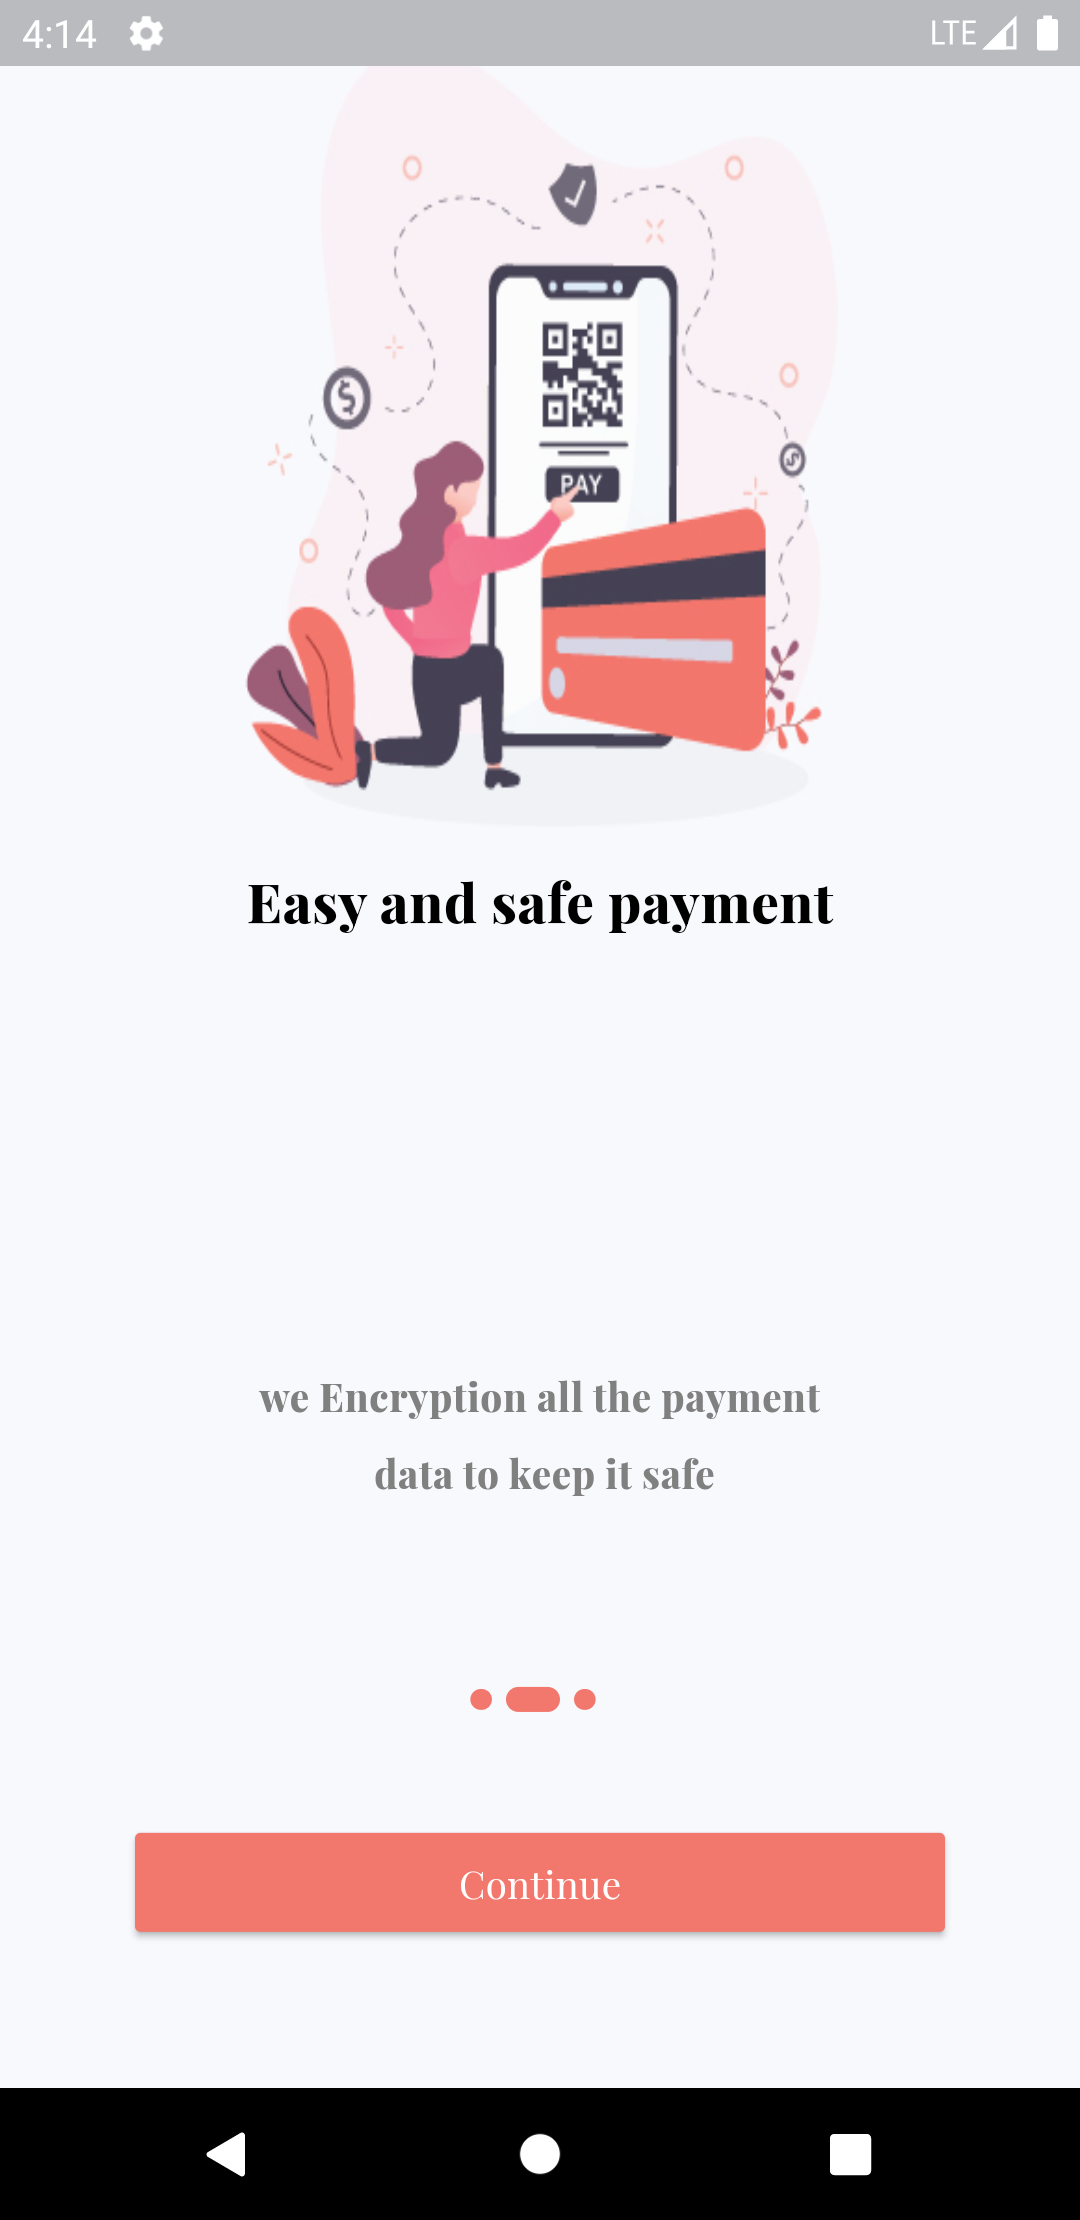 4:14
LTE
PAY
Easy and safe payment
we Encryption all the payment
data to keep it safe
Continue